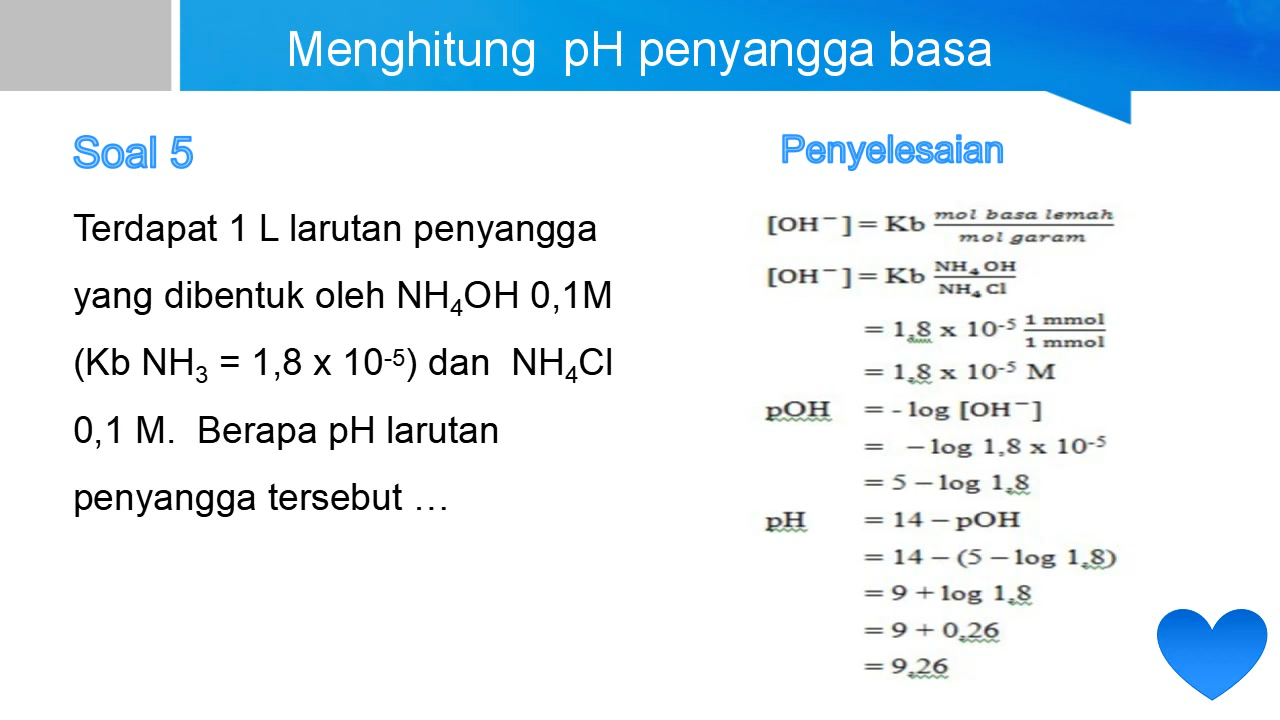 Menghitung  pH penyangga basa
Soal 5
Terdapat 1 L larutan penyangga
yang dibentuk oleh NH₄OH 0,1M
(Kb NH₃ = 1,8 x 10⁻⁵) dan  NH₄Cl
0,1 M.  Berapa pH larutan
penyangga tersebut …
Penyelesaian
[OH⁻] = Kb mol basa lemah / mol garam
[OH⁻] = Kb NH₄OH / NH₄Cl
= 1,8 x 10⁻⁵ 1 mmol / 1 mmol
= 1,8 x 10⁻⁵ M
pOH = - log [OH⁻]
= – log 1,8 x 10⁻⁵
= 5 – log 1,8
pH = 14 – pOH
= 14 – (5 – log 1,8)
= 9 + log 1,8
= 9 + 0,26
= 9,26